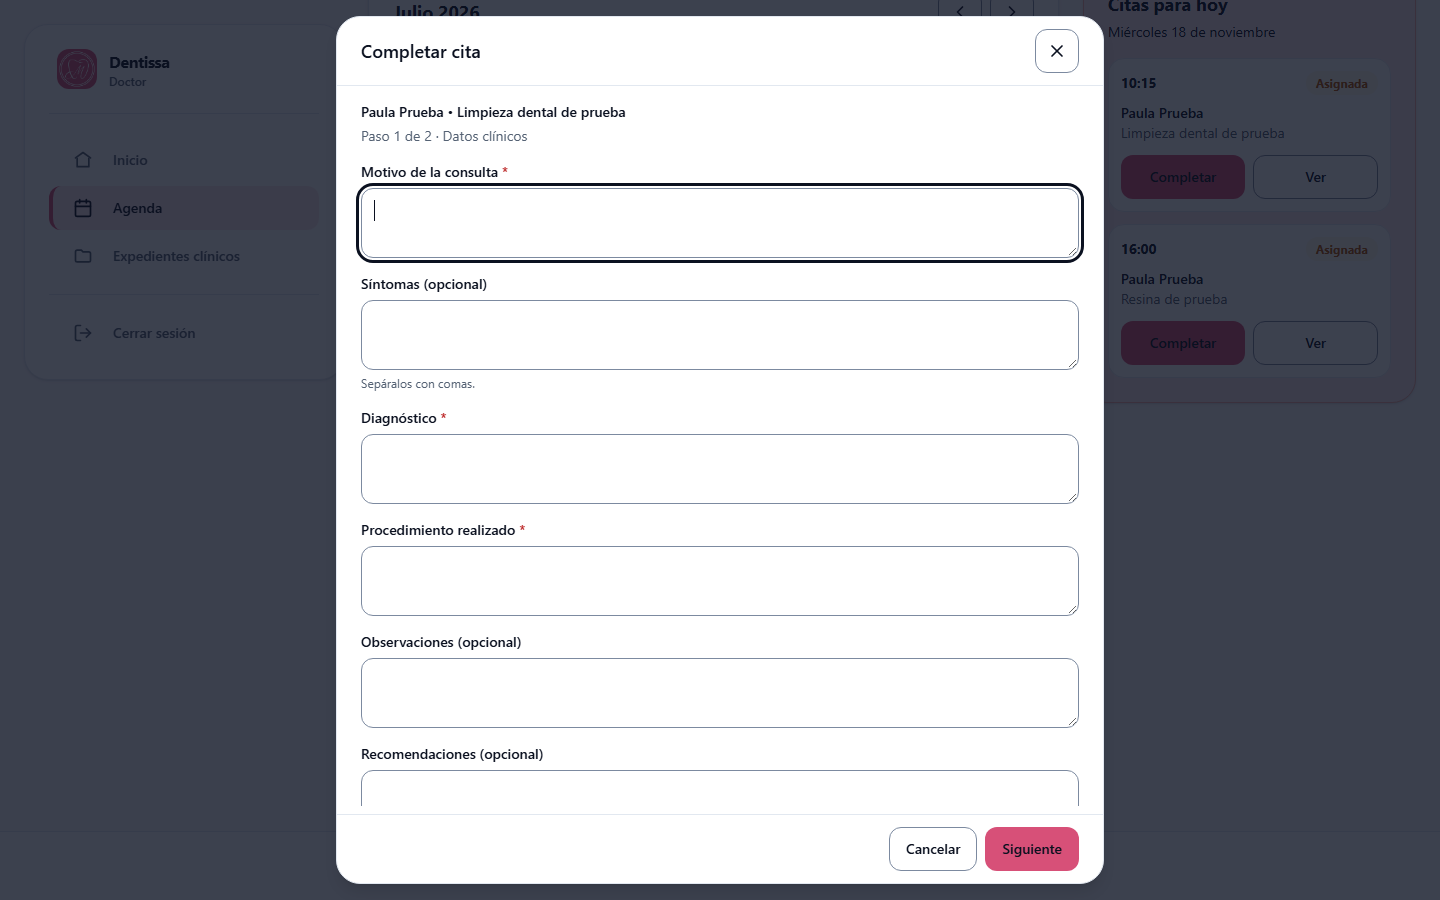 Dentissa
Doctor
Inicio
Agenda
Expedientes clínicos
Cerrar sesión
Julio 2026
Completar cita
Paula Prueba • Limpieza dental de prueba
Paso 1 de 2 · Datos clínicos
Motivo de la consulta *
Síntomas (opcional)
Sepáralos con comas.
Diagnóstico *
Procedimiento realizado *
Observaciones (opcional)
Recomendaciones (opcional)
Cancelar
Siguiente
Citas para hoy
Miércoles 18 de noviembre
10:15 Asignada
Paula Prueba
Limpieza dental de prueba
Completar Ver
16:00 Asignada
Paula Prueba
Resina de prueba
Completar Ver